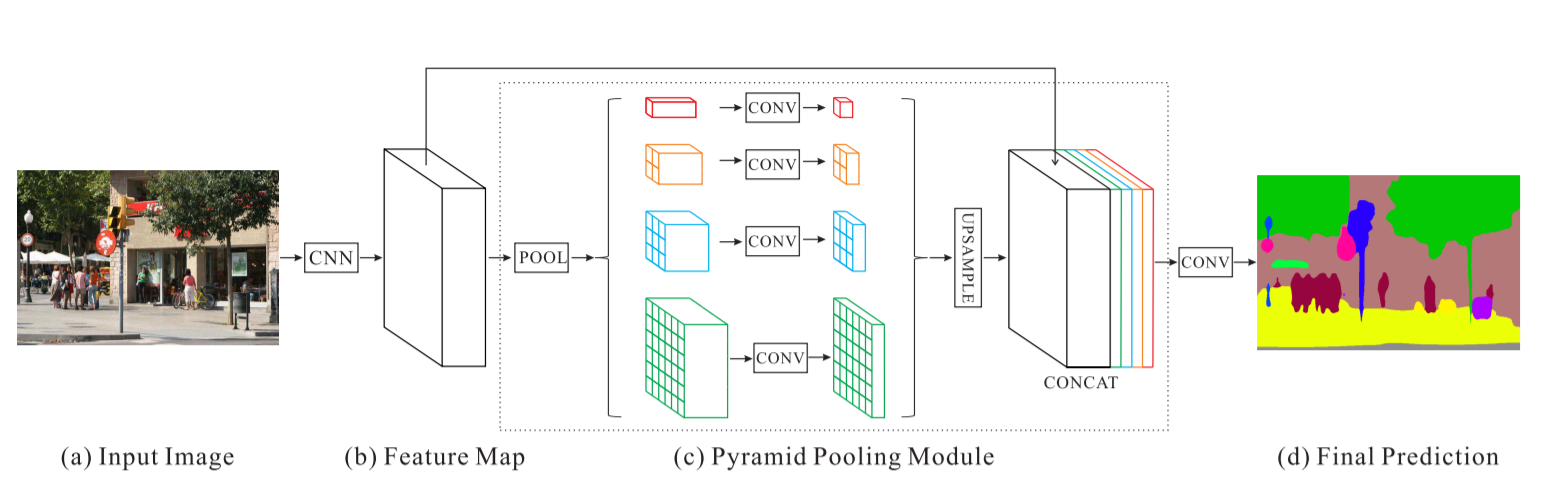 CNN
POOL
CONV
CONV
CONV
CONV
UPSAMPLE
CONCAT
CONV
(a) Input Image
(b) Feature Map
(c) Pyramid Pooling Module
(d) Final Prediction